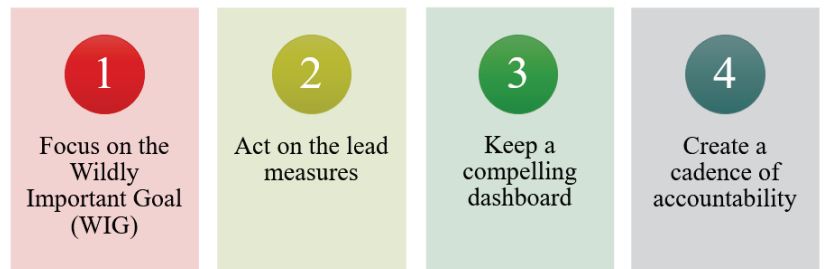 1
Focus on the
Wildly
Important Goal
(WIG)
2
Act on the lead
measures
3
Keep a
compelling
dashboard
4
Create a
cadence of
accountability